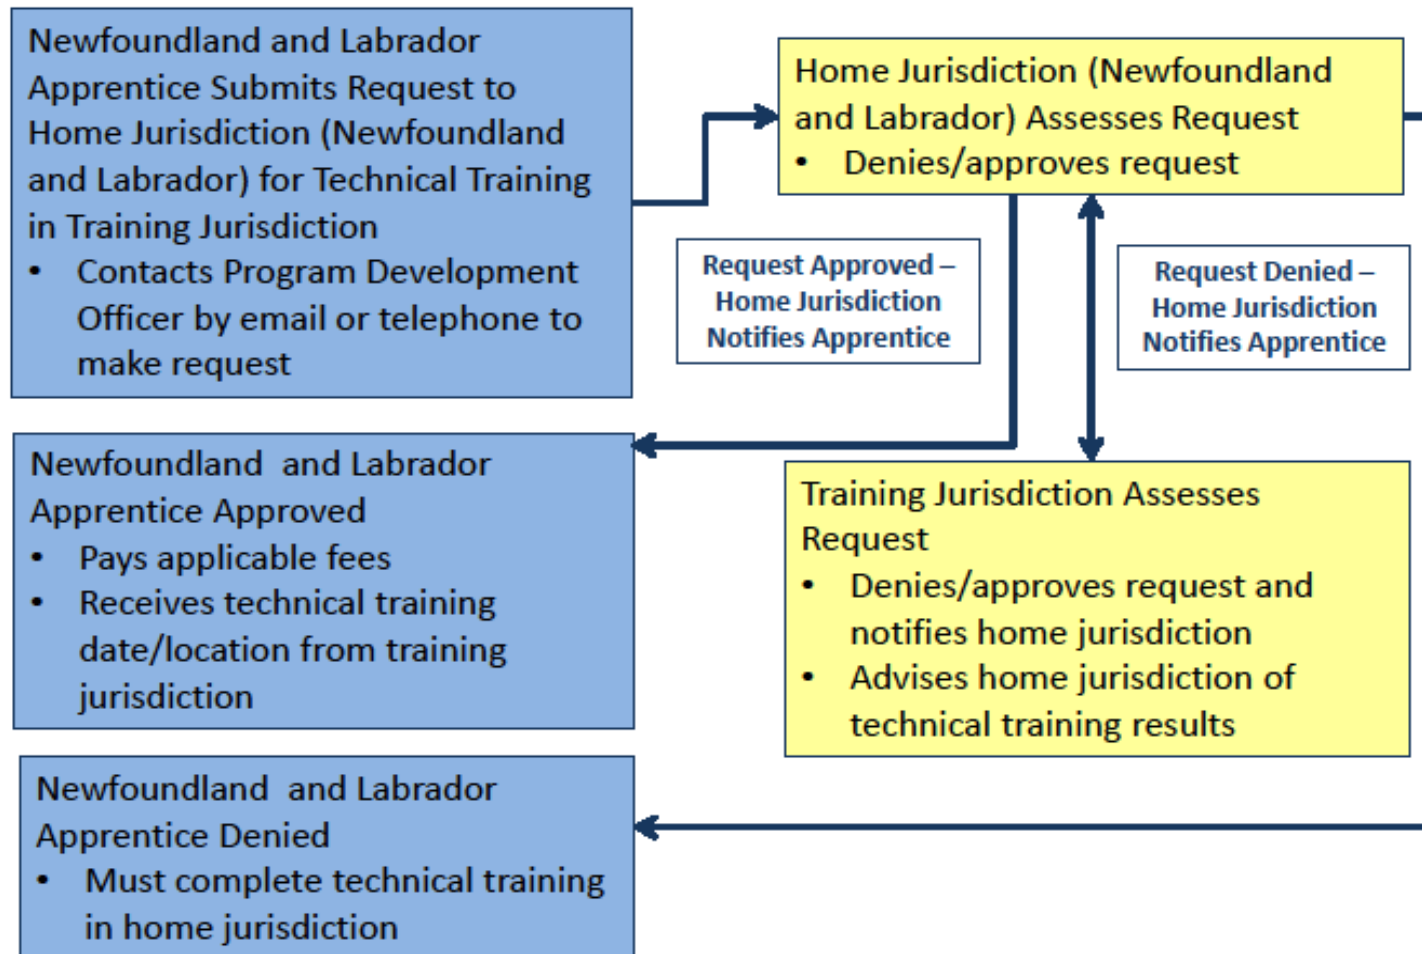 Newfoundland and Labrador
Apprentice Submits Request to
Home Jurisdiction (Newfoundland
and Labrador) for Technical Training
in Training Jurisdiction
• Contacts Program Development
Officer by email or telephone to
make request
Home Jurisdiction (Newfoundland
and Labrador) Assesses Request
• Denies/approves request
Request Approved –
Home Jurisdiction
Notifies Apprentice
Request Denied –
Home Jurisdiction
Notifies Apprentice
Newfoundland and Labrador
Apprentice Approved
• Pays applicable fees
• Receives technical training
date/location from training
jurisdiction
Training Jurisdiction Assesses
Request
• Denies/approves request and
notifies home jurisdiction
• Advises home jurisdiction of
technical training results
Newfoundland and Labrador
Apprentice Denied
• Must complete technical training
in home jurisdiction